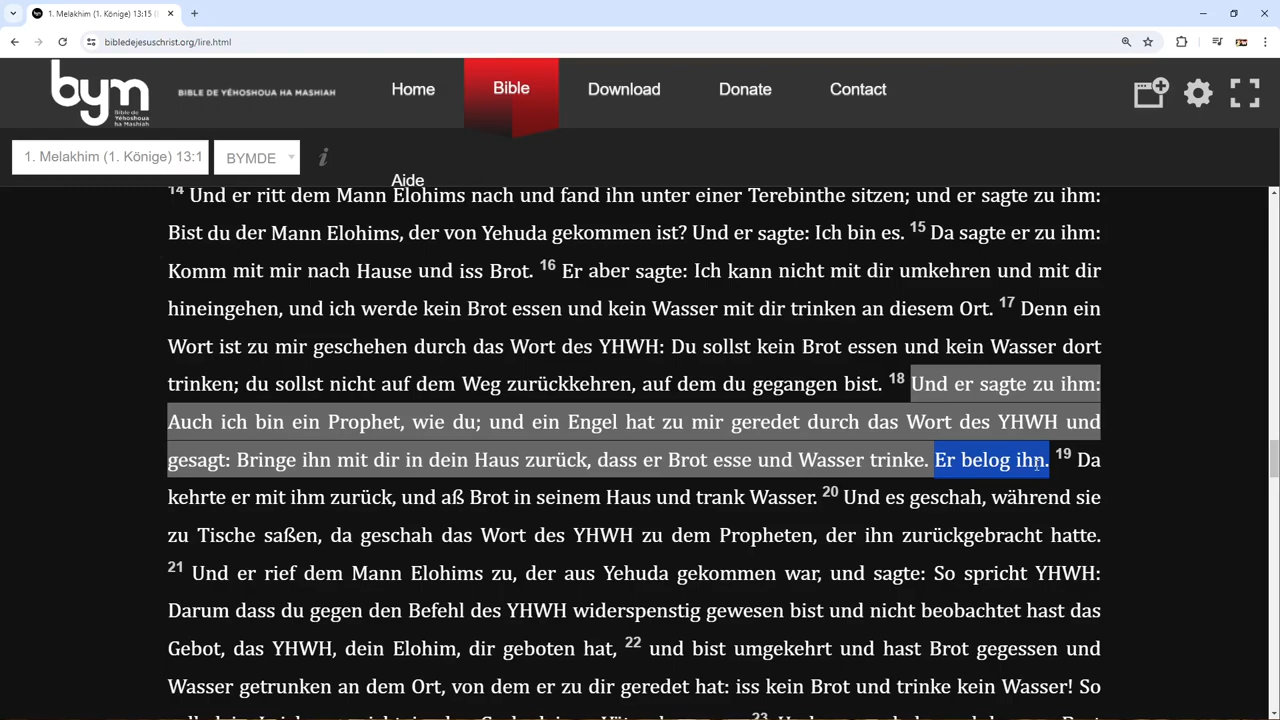 1. Melakhim (1. Könige) 13:15 (
bibledejesuschrist.org/lire.html
bym
Bible de
Yéhoshoua
ha Mashiah
BIBLE DE YÉHOSHOUA HA MASHIAH
Home
Bible
Download
Donate
Contact
1. Melakhim (1. Könige) 13:1
BYMDE
i
Aide
14 Und er ritt dem Mann Elohims nach und fand ihn unter einer Terebinthe sitzen; und er sagte zu ihm:
Bist du der Mann Elohims, der von Yehuda gekommen ist? Und er sagte: Ich bin es. 15 Da sagte er zu ihm:
Komm mit mir nach Hause und iss Brot. 16 Er aber sagte: Ich kann nicht mit dir umkehren und mit dir
hineingehen, und ich werde kein Brot essen und kein Wasser mit dir trinken an diesem Ort. 17 Denn ein
Wort ist zu mir geschehen durch das Wort des YHWH: Du sollst kein Brot essen und kein Wasser dort
trinken; du sollst nicht auf dem Weg zurückkehren, auf dem du gegangen bist. 18 Und er sagte zu ihm:
Auch ich bin ein Prophet, wie du; und ein Engel hat zu mir geredet durch das Wort des YHWH und
gesagt: Bringe ihn mit dir in dein Haus zurück, dass er Brot esse und Wasser trinke. Er belog ihn. 19 Da
kehrte er mit ihm zurück, und aß Brot in seinem Haus und trank Wasser. 20 Und es geschah, während sie
zu Tische saßen, da geschah das Wort des YHWH zu dem Propheten, der ihn zurückgebracht hatte.
21 Und er rief dem Mann Elohims zu, der aus Yehuda gekommen war, und sagte: So spricht YHWH:
Darum dass du gegen den Befehl des YHWH widerspenstig gewesen bist und nicht beobachtet hast das
Gebot, das YHWH, dein Elohim, dir geboten hat, 22 und bist umgekehrt und hast Brot gegessen und
Wasser getrunken an dem Ort, von dem er zu dir geredet hat: iss kein Brot und trinke kein Wasser! So
23